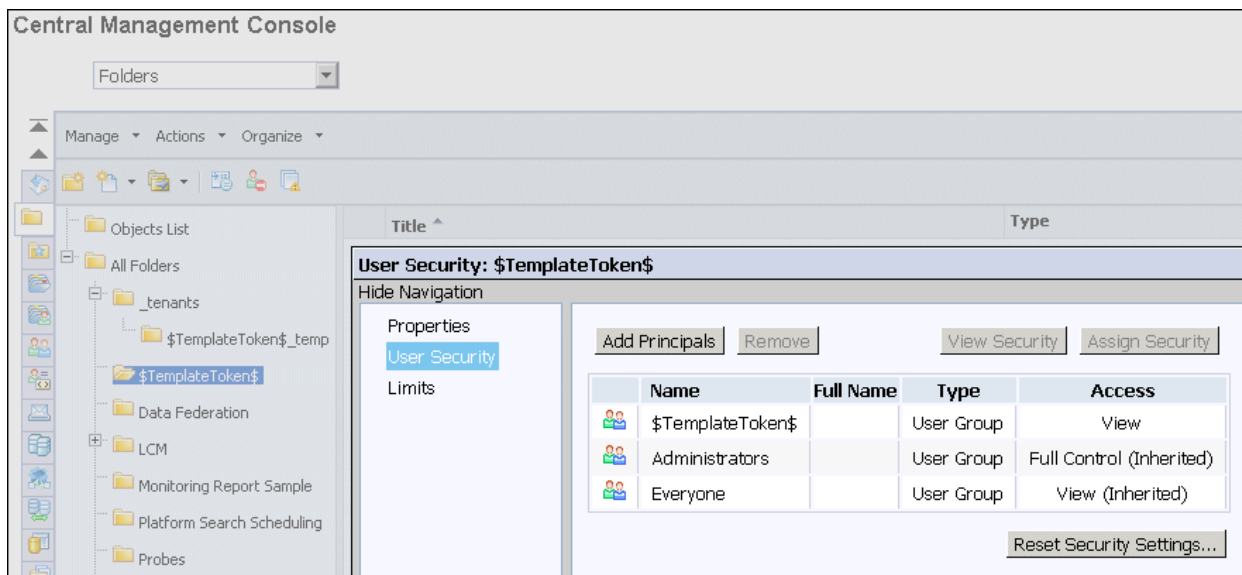 Central Management Console
Folders
Manage Actions Organize
Title Type
Objects List
All Folders
_tenants
$TemplateToken$_temp
$TemplateToken$
Data Federation
LCM
Monitoring Report Sample
Platform Search Scheduling
Probes
User Security: $TemplateToken$
Hide Navigation
Properties
User Security
Limits
Add Principals Remove View Security Assign Security
Name Full Name Type Access
$TemplateToken$ User Group View
Administrators User Group Full Control (Inherited)
Everyone User Group View (Inherited)
Reset Security Settings...